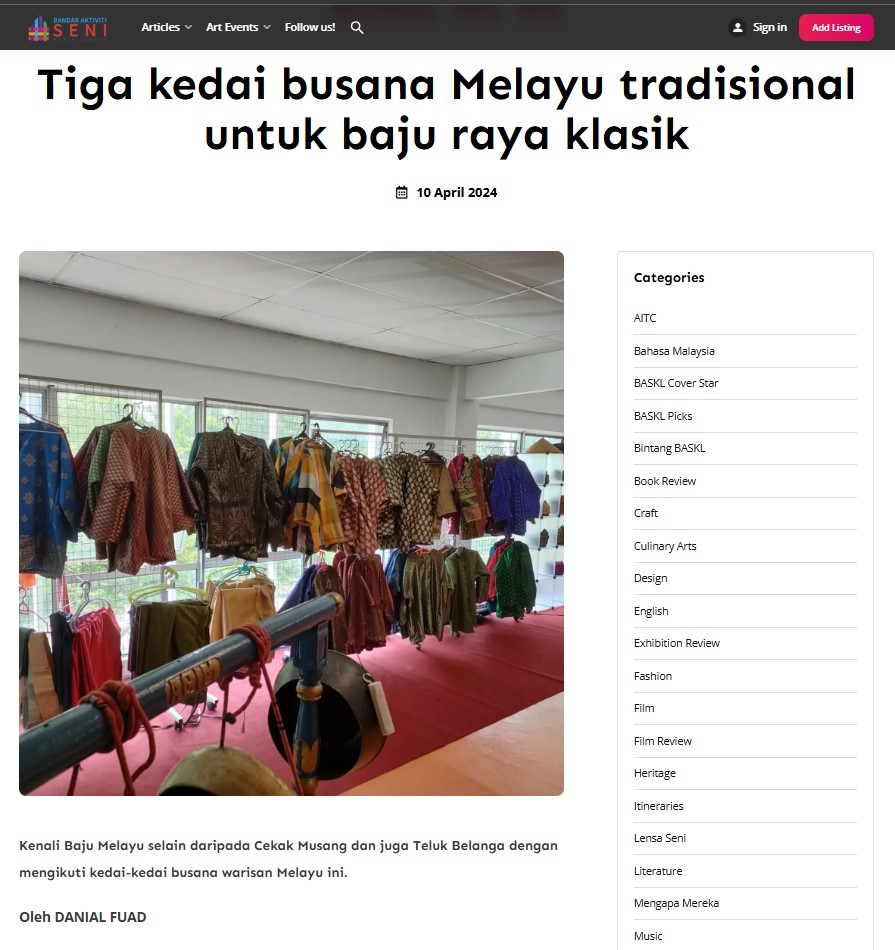 BANDAR AKTIVITI
SENI
Articles
Art Events
Follow us!
Sign in
Add Listing
Tiga kedai busana Melayu tradisional
untuk baju raya klasik
10 April 2024
Categories
AITC
Bahasa Malaysia
BASKL Cover Star
BASKL Picks
Bintang BASKL
Book Review
Craft
Culinary Arts
Design
English
Exhibition Review
Fashion
Film
Film Review
Heritage
Itineraries
Lensa Seni
Literature
Mengapa Mereka
Music
Kenali Baju Melayu selain daripada Cekak Musang dan juga Teluk Belanga dengan
mengikuti kedai-kedai busana warisan Melayu ini.
Oleh DANIAL FUAD